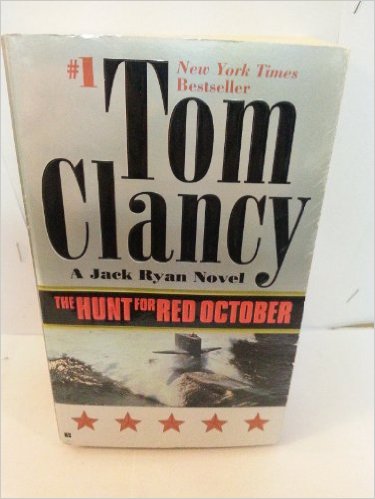 #1
New York Times
Bestseller
Tom
Clancy
A Jack Ryan Novel
THE HUNT FOR RED OCTOBER